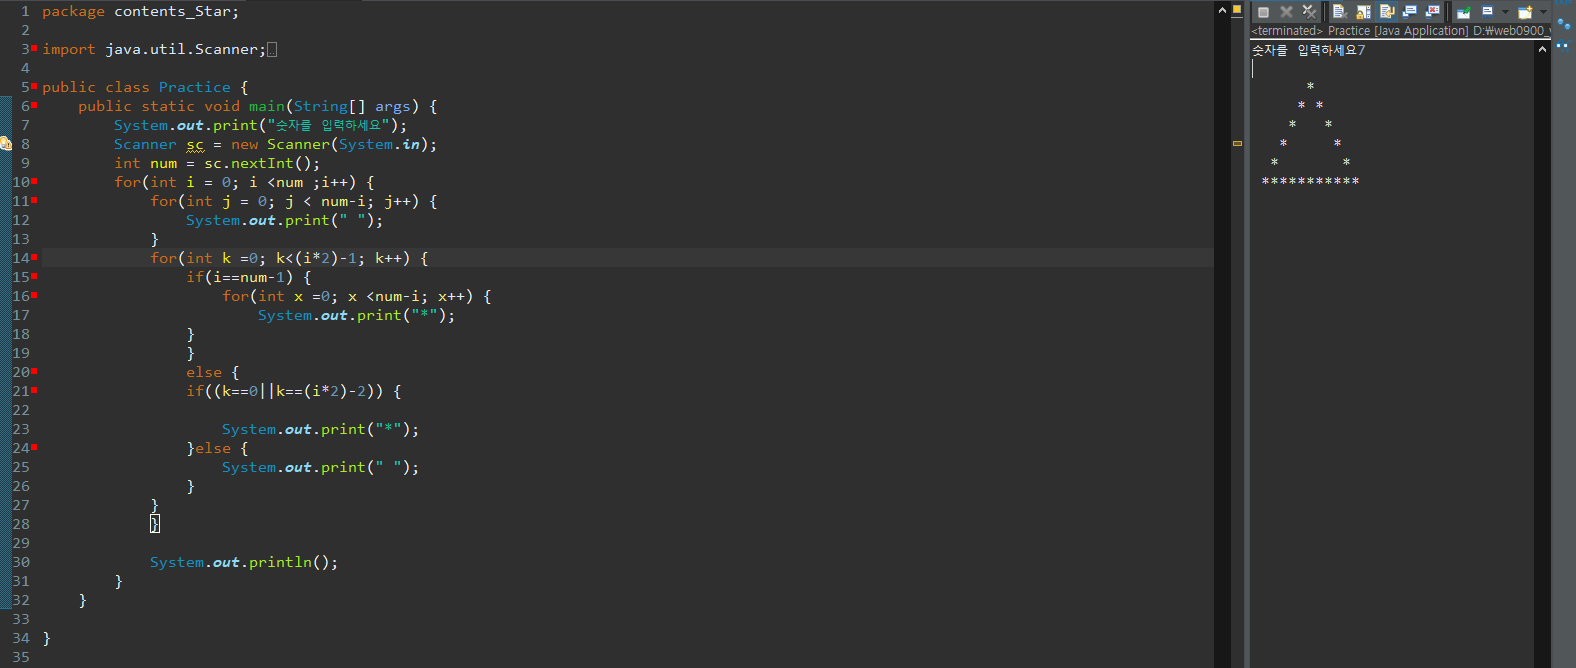 1 package contents_Star;
2
3 import java.util.Scanner;
4
5 public class Practice {
6     public static void main(String[] args) {
7         System.out.print("숫자를 입력하세요");
8         Scanner sc = new Scanner(System.in);
9         int num = sc.nextInt();
10         for(int i = 0; i <num ;i++) {
11             for(int j = 0; j < num-i; j++) {
12                 System.out.print(" ");
13             }
14             for(int k =0; k<(i*2)-1; k++) {
15                 if(i==num-1) {
16                     for(int x =0; x <num-i; x++) {
17                         System.out.print("*");
18                 }
19                 }
20                 else {
21                 if((k==0||k==(i*2)-2)) {
22
23                     System.out.print("*");
24                 }else {
25                     System.out.print(" ");
26                 }
27             }
28             }
29
30             System.out.println();
31         }
32     }
33
34 }
35
<terminated> Practice [Java Application] D:\web0900_
숫자를 입력하세요7
      *
     * *
    *   *
   *     *
  *       *
 ***********